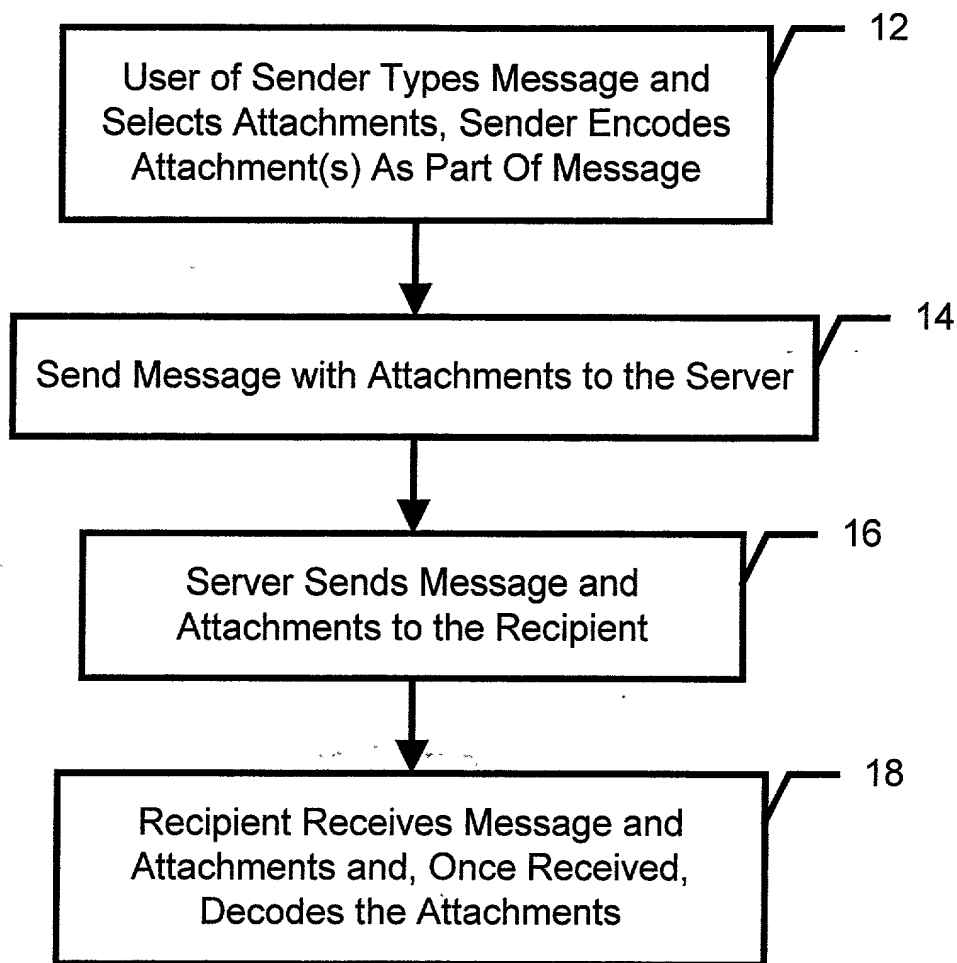 12
User of Sender Types Message and
Selects Attachments, Sender Encodes
Attachment(s) As Part Of Message
14
Send Message with Attachments to the Server
16
Server Sends Message and
Attachments to the Recipient
18
Recipient Receives Message and
Attachments and, Once Received,
Decodes the Attachments